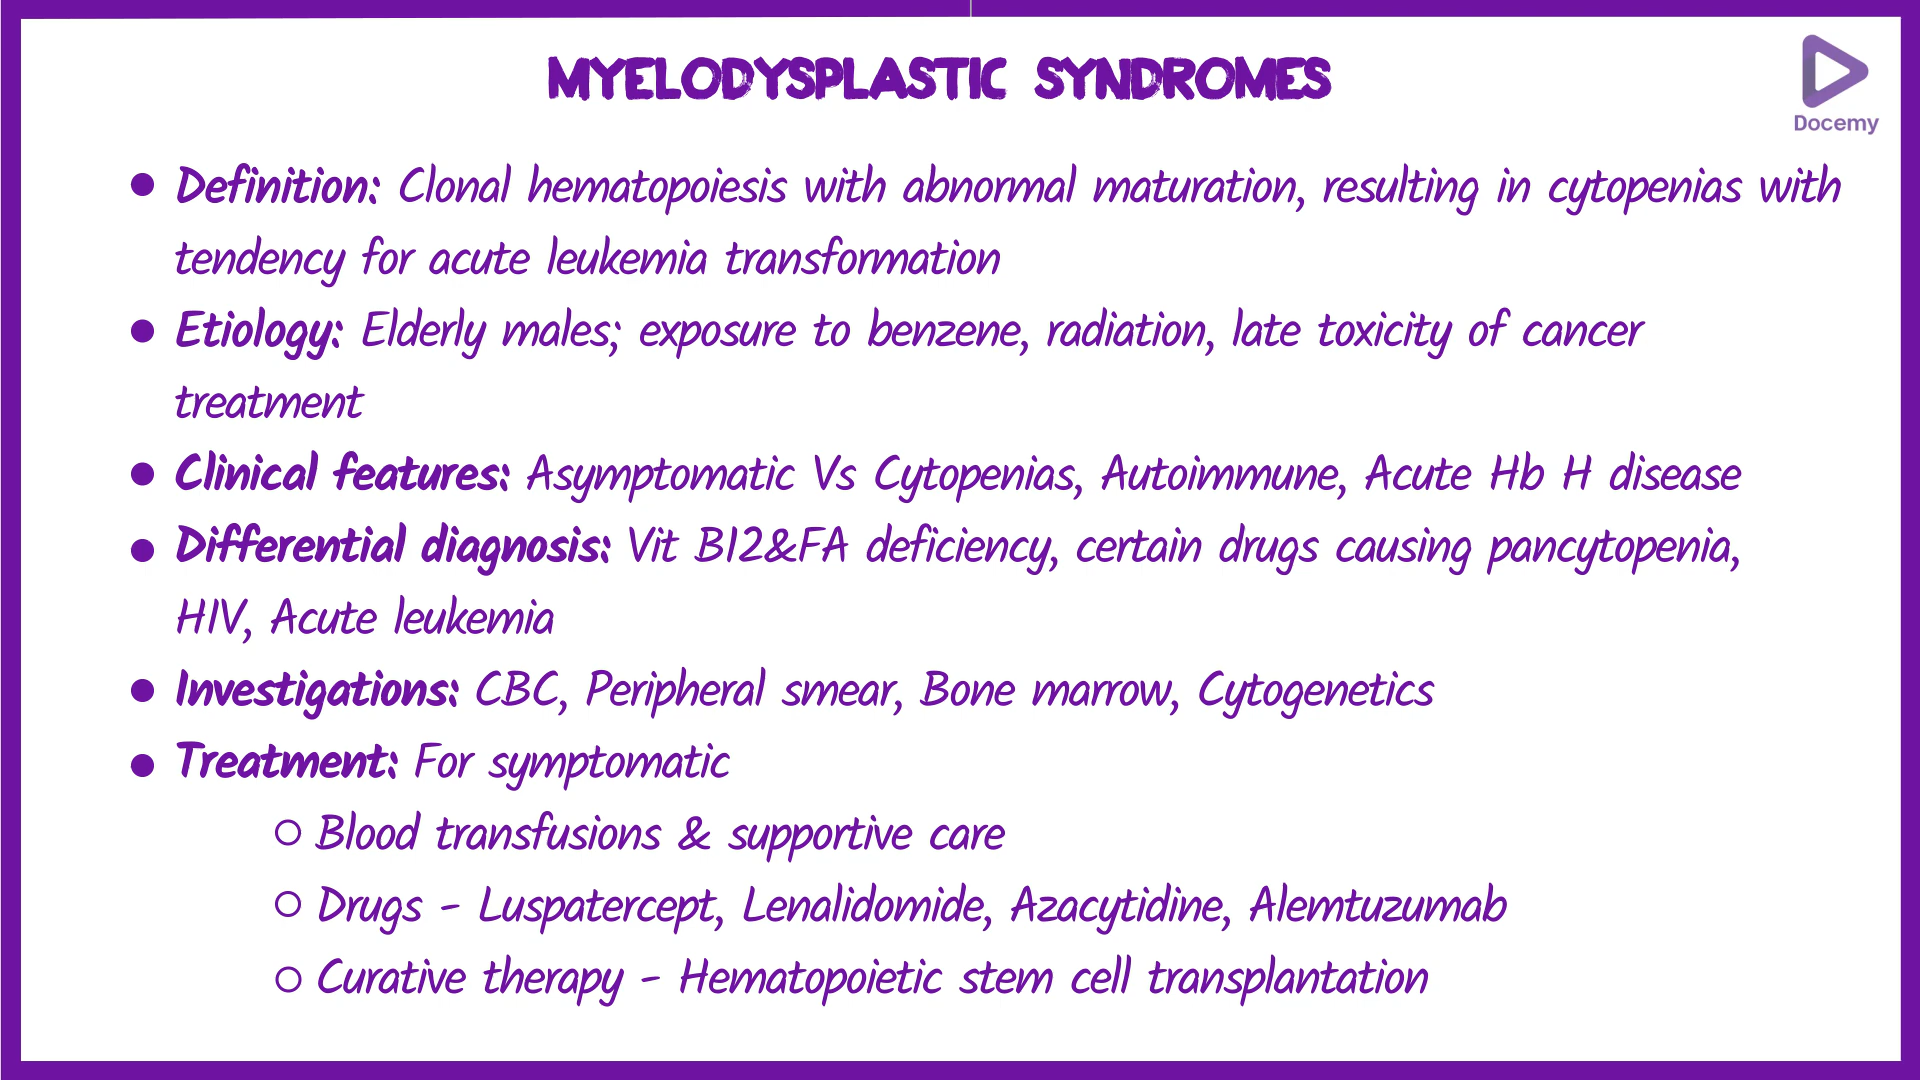 MYELODYSPLASTIC SYNDROMES
Docemy
• Definition: Clonal hematopoiesis with abnormal maturation, resulting in cytopenias with
tendency for acute leukemia transformation
• Etiology: Elderly males; exposure to benzene, radiation, late toxicity of cancer
treatment
• Clinical features: Asymptomatic Vs Cytopenias, Autoimmune, Acute Hb H disease
• Differential diagnosis: Vit B12&FA deficiency, certain drugs causing pancytopenia,
HIV, Acute leukemia
• Investigations: CBC, Peripheral smear, Bone marrow, Cytogenetics
• Treatment: For symptomatic
○ Blood transfusions & supportive care
○ Drugs - Luspatercept, Lenalidomide, Azacytidine, Alemtuzumab
○ Curative therapy - Hematopoietic stem cell transplantation